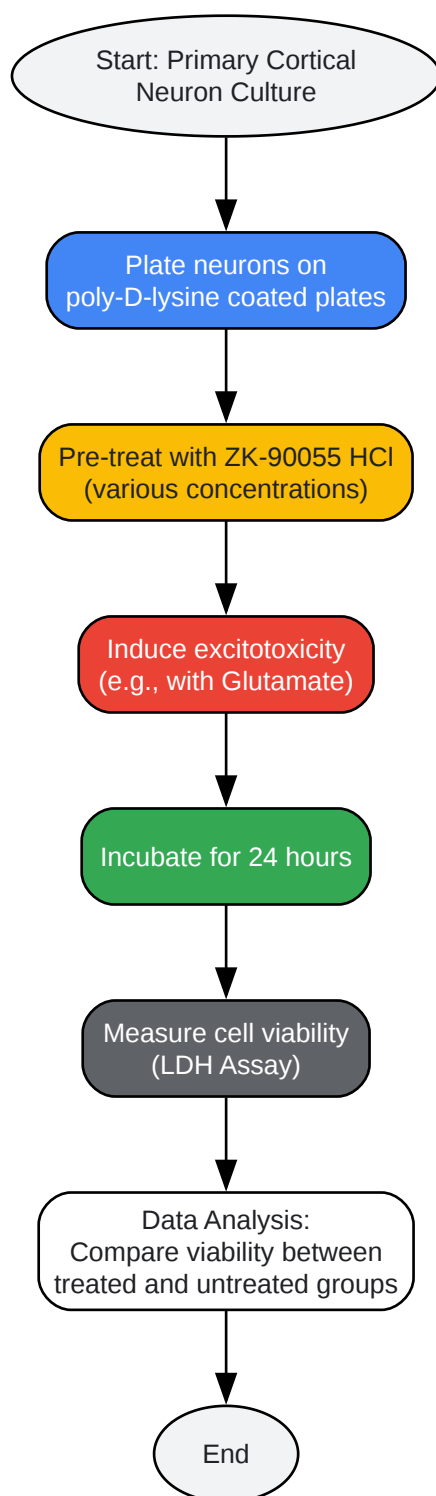 Start: Primary Cortical
Neuron Culture
Plate neurons on
poly-D-lysine coated plates
Pre-treat with ZK-90055 HCl
(various concentrations)
Induce excitotoxicity
(e.g., with Glutamate)
Incubate for 24 hours
Measure cell viability
(LDH Assay)
Data Analysis:
Compare viability between
treated and untreated groups
End